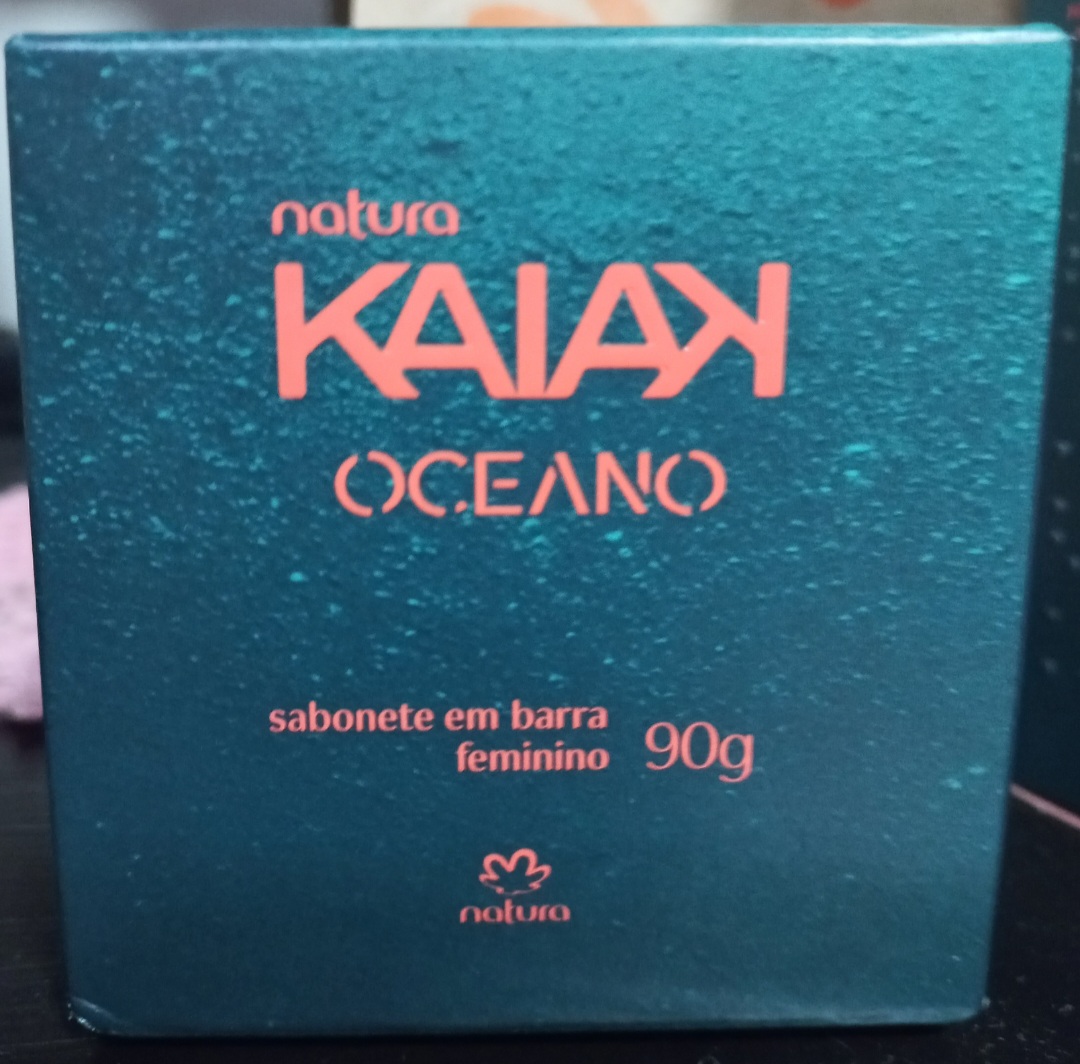 natura
KAIAK
OCEANO
sabonete em barra
feminino 90g
natura